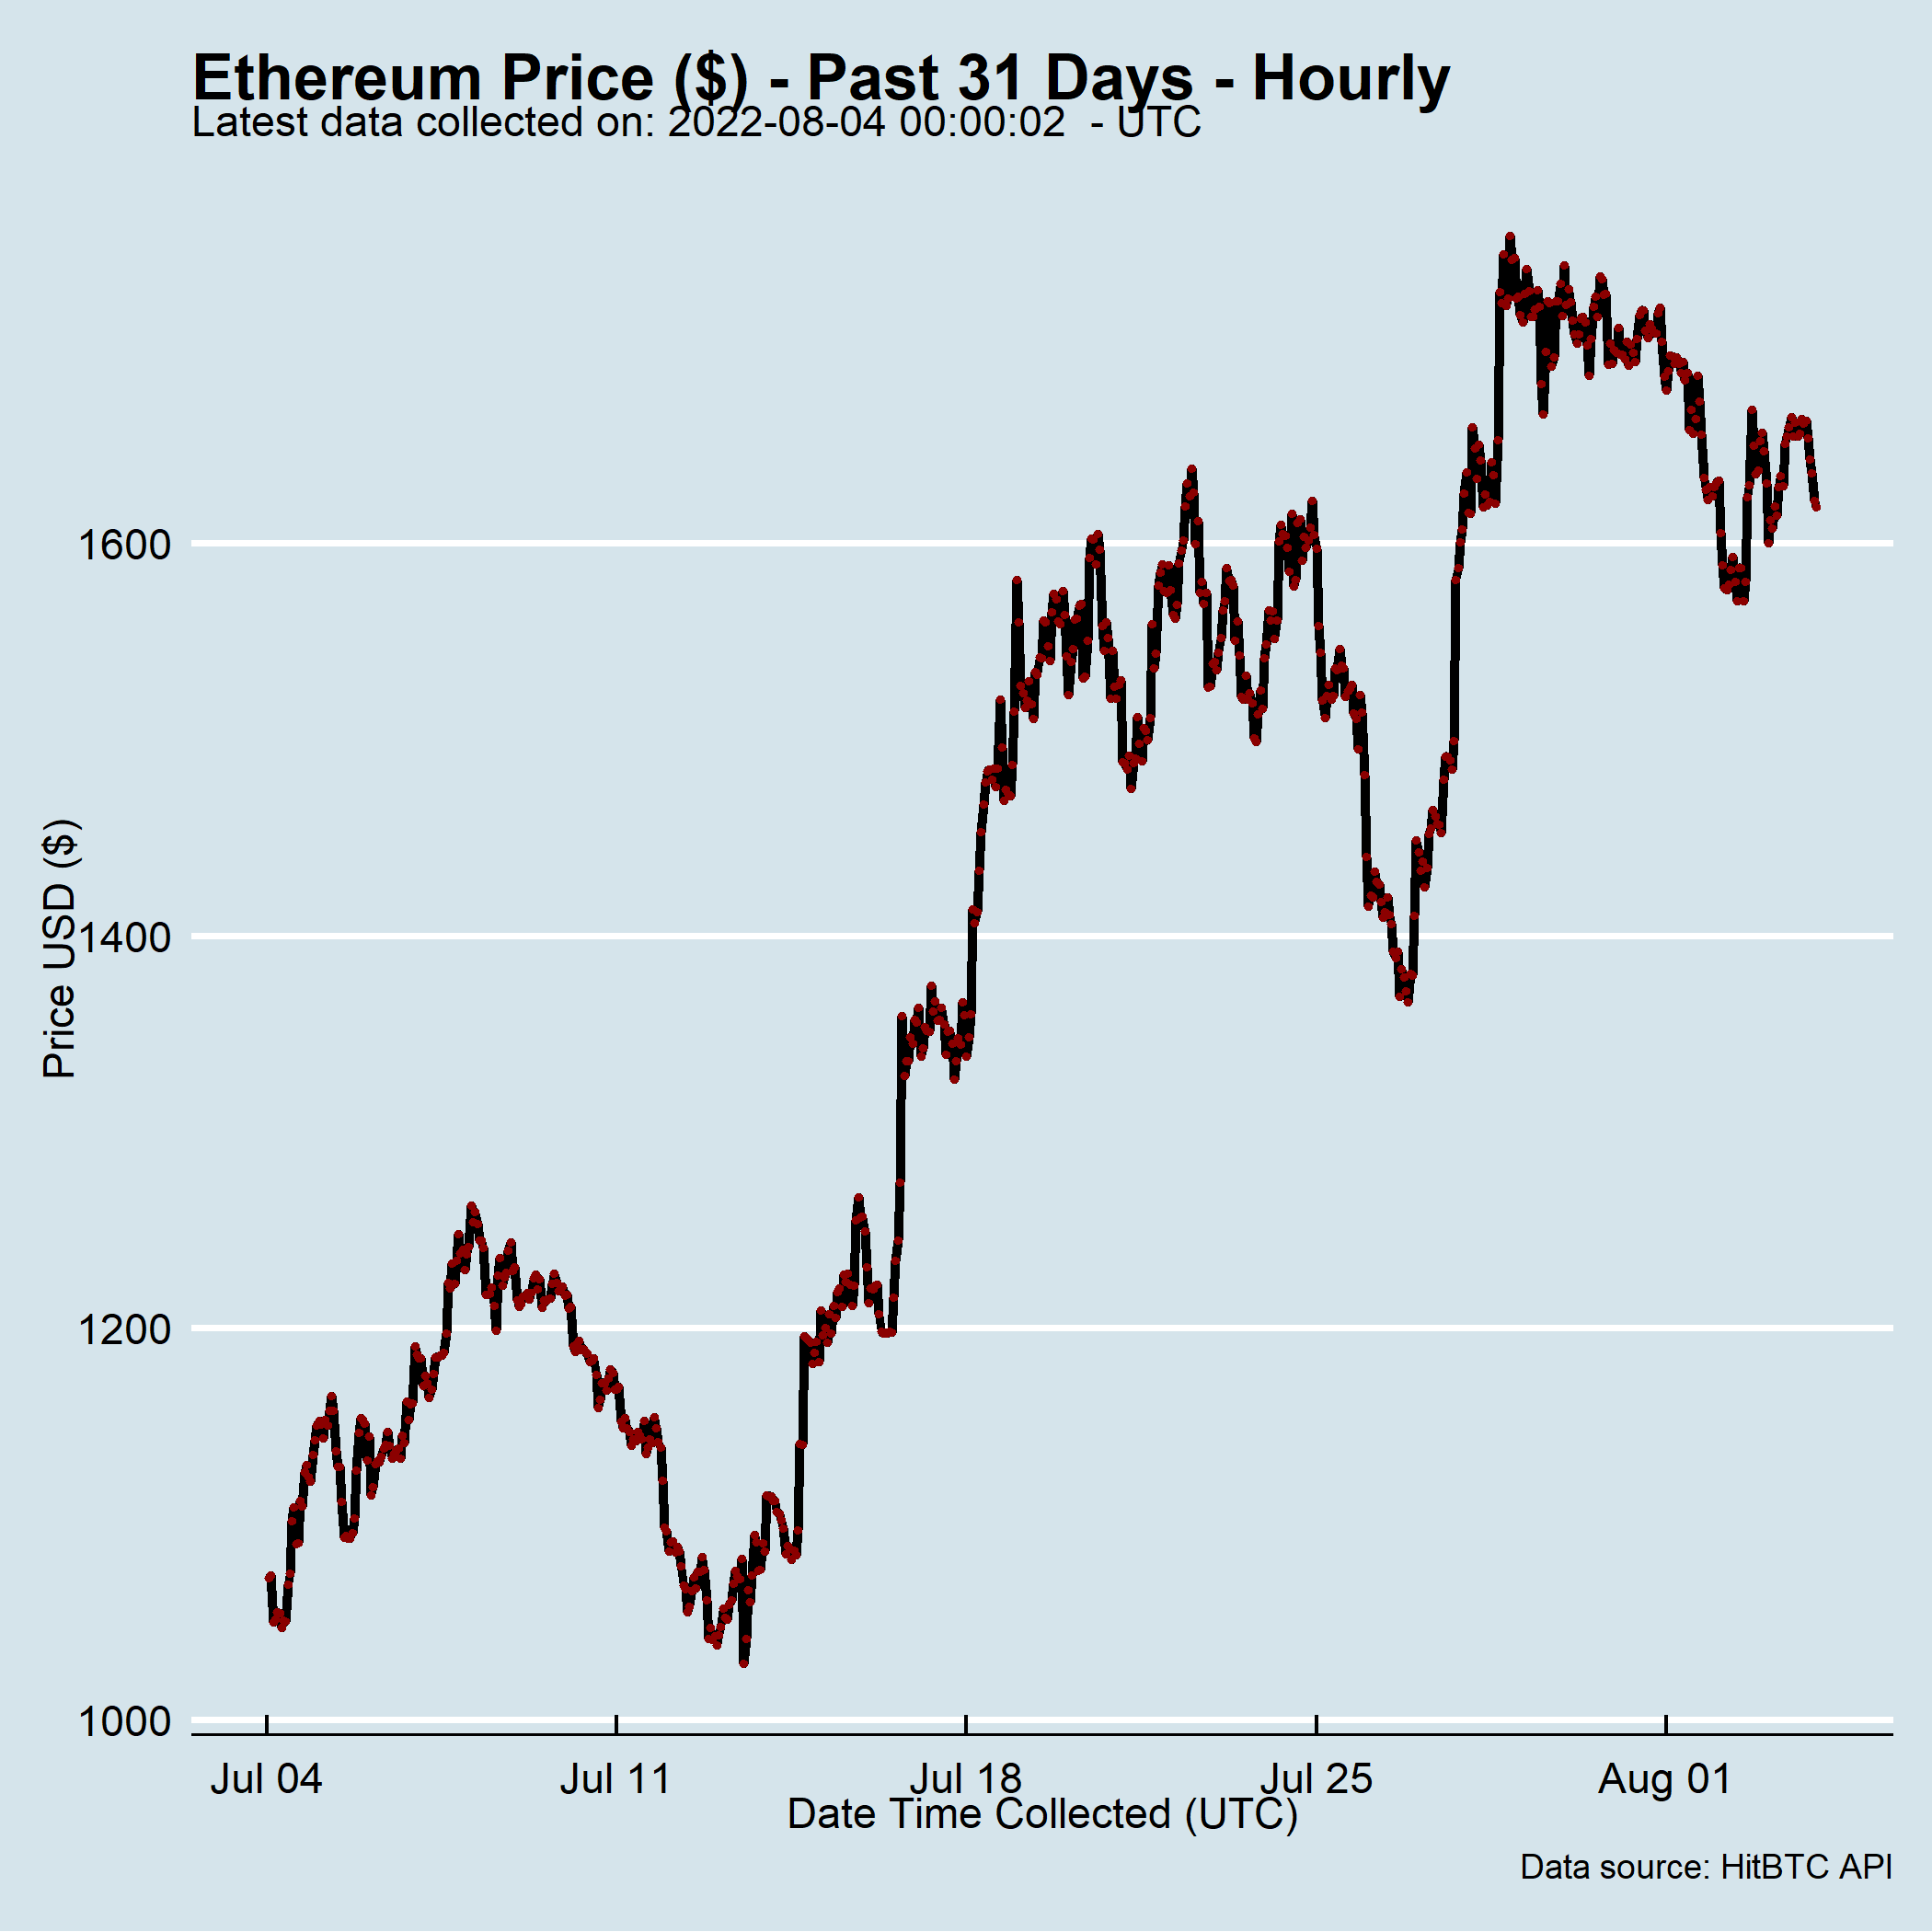 Ethereum Price ($) - Past 31 Days - Hourly
Latest data collected on: 2022-08-04 00:00:02  - UTC
1600
1400
1200
1000
Price USD ($)
Jul 04
Jul 11
Jul 18
Jul 25
Aug 01
Date Time Collected (UTC)
Data source: HitBTC API